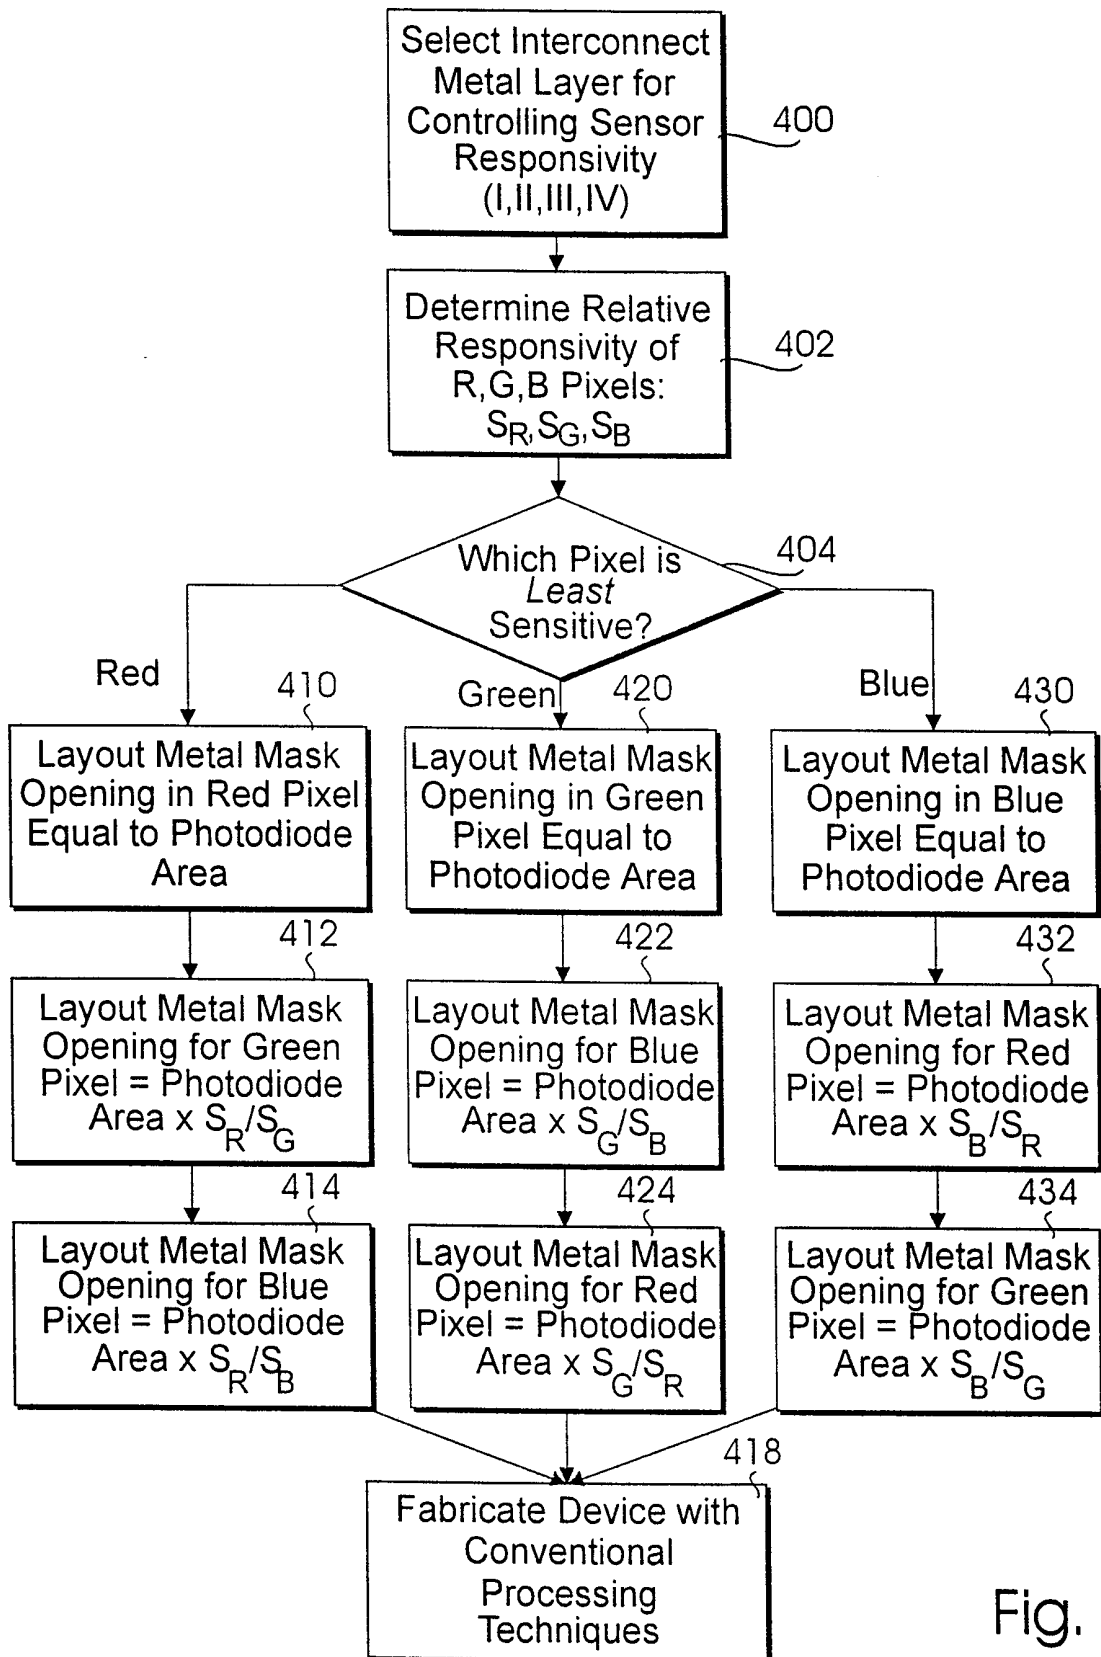 Select Interconnect
Metal Layer for
Controlling Sensor
Responsivity
(I,II,III,IV)
400
Determine Relative
Responsivity of
R,G,B Pixels:
SR,SG,SB
402
Which Pixel is
Least
Sensitive?
404
Red
Green
Blue
410
Layout Metal Mask
Opening in Red Pixel
Equal to Photodiode
Area
420
Layout Metal Mask
Opening in Green
Pixel Equal to
Photodiode Area
430
Layout Metal Mask
Opening in Blue
Pixel Equal to
Photodiode Area
412
Layout Metal Mask
Opening for Green
Pixel = Photodiode
Area x SR/SG
422
Layout Metal Mask
Opening for Blue
Pixel = Photodiode
Area x SG/SB
432
Layout Metal Mask
Opening for Red
Pixel = Photodiode
Area x SB/SR
414
Layout Metal Mask
Opening for Blue
Pixel = Photodiode
Area x SR/SB
424
Layout Metal Mask
Opening for Red
Pixel = Photodiode
Area x SG/SR
434
Layout Metal Mask
Opening for Green
Pixel = Photodiode
Area x SB/SG
418
Fabricate Device with
Conventional
Processing
Techniques
Fig.